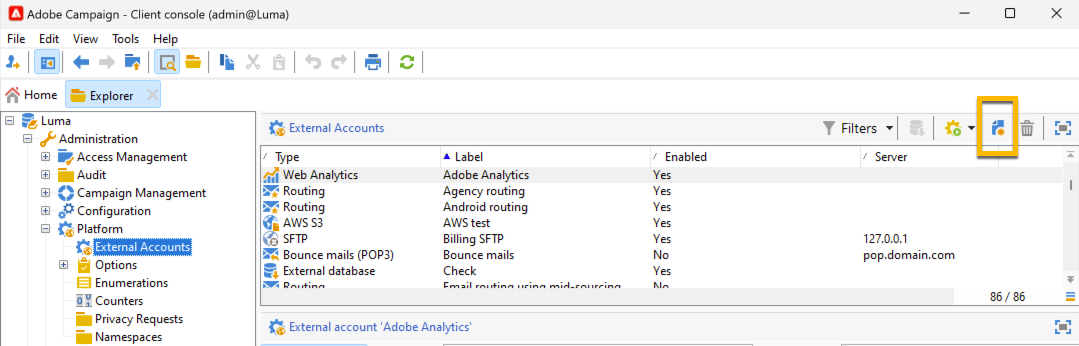 Adobe Campaign - Client console (admin@Luma)
File Edit View Tools Help
Home Explorer
Luma
Administration
Access Management
Audit
Campaign Management
Configuration
Platform
External Accounts
Options
Enumerations
Counters
Privacy Requests
Namespaces
External Accounts Filters
Type Label Enabled Server
Web Analytics Adobe Analytics Yes
Routing Agency routing Yes
Routing Android routing Yes
AWS S3 AWS test Yes
SFTP Billing SFTP Yes 127.0.0.1
Bounce mails (POP3) Bounce mails No pop.domain.com
External database Check Yes
Routing Email routing using mid-sourcing No
86 / 86
External account 'Adobe Analytics'